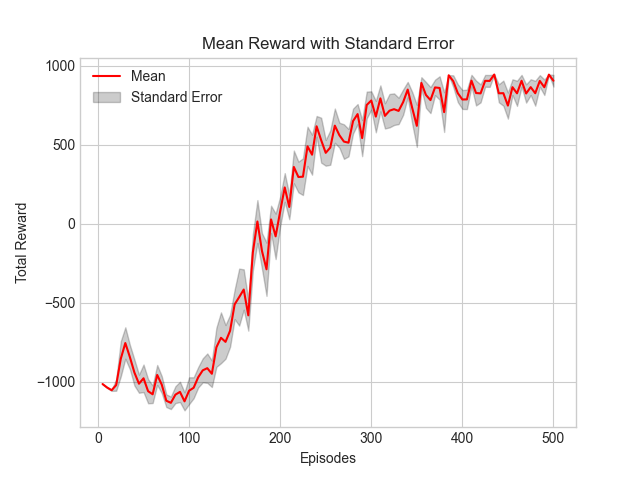 Mean Reward with Standard Error
1000
500
0
−500
−1000
Total Reward
Mean
Standard Error
0 100 200 300 400 500
Episodes